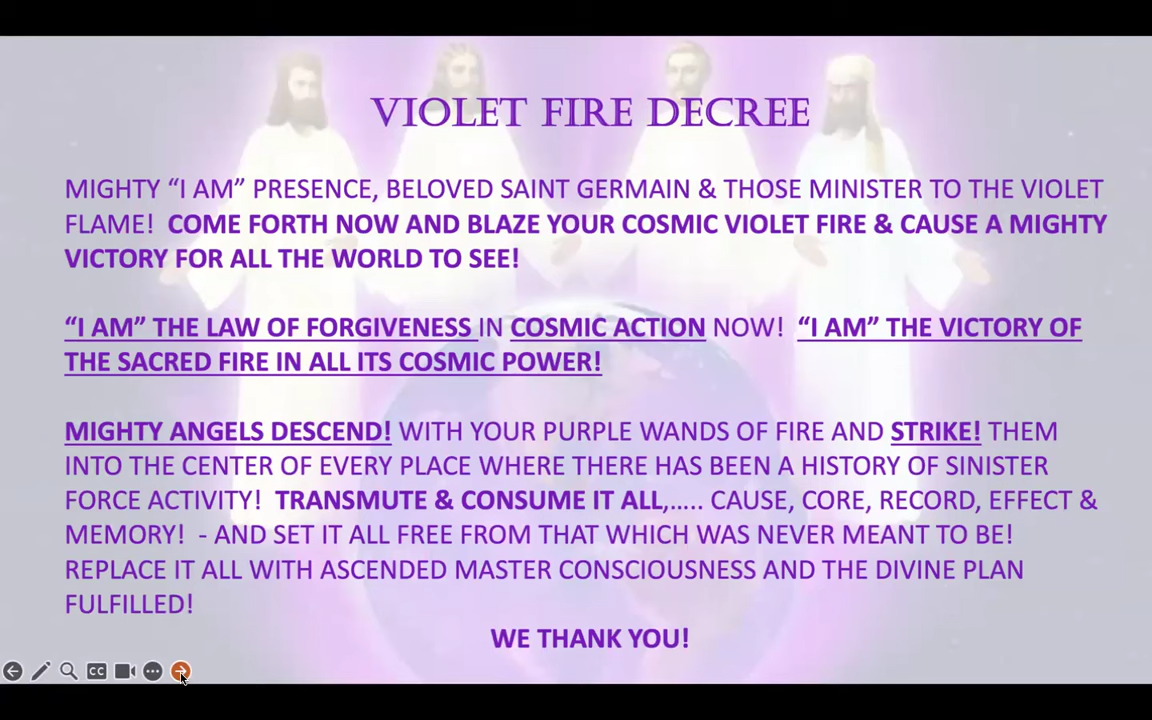 VIOLET FIRE DECREE
MIGHTY “I AM” PRESENCE, BELOVED SAINT GERMAIN & THOSE MINISTER TO THE VIOLET
FLAME!  COME FORTH NOW AND BLAZE YOUR COSMIC VIOLET FIRE & CAUSE A MIGHTY
VICTORY FOR ALL THE WORLD TO SEE!
“I AM” THE LAW OF FORGIVENESS IN COSMIC ACTION NOW!  “I AM” THE VICTORY OF
THE SACRED FIRE IN ALL ITS COSMIC POWER!
MIGHTY ANGELS DESCEND! WITH YOUR PURPLE WANDS OF FIRE AND STRIKE! THEM
INTO THE CENTER OF EVERY PLACE WHERE THERE HAS BEEN A HISTORY OF SINISTER
FORCE ACTIVITY!  TRANSMUTE & CONSUME IT ALL,….. CAUSE, CORE, RECORD, EFFECT &
MEMORY!  - AND SET IT ALL FREE FROM THAT WHICH WAS NEVER MEANT TO BE!
REPLACE IT ALL WITH ASCENDED MASTER CONSCIOUSNESS AND THE DIVINE PLAN
FULFILLED!
WE THANK YOU!
CC